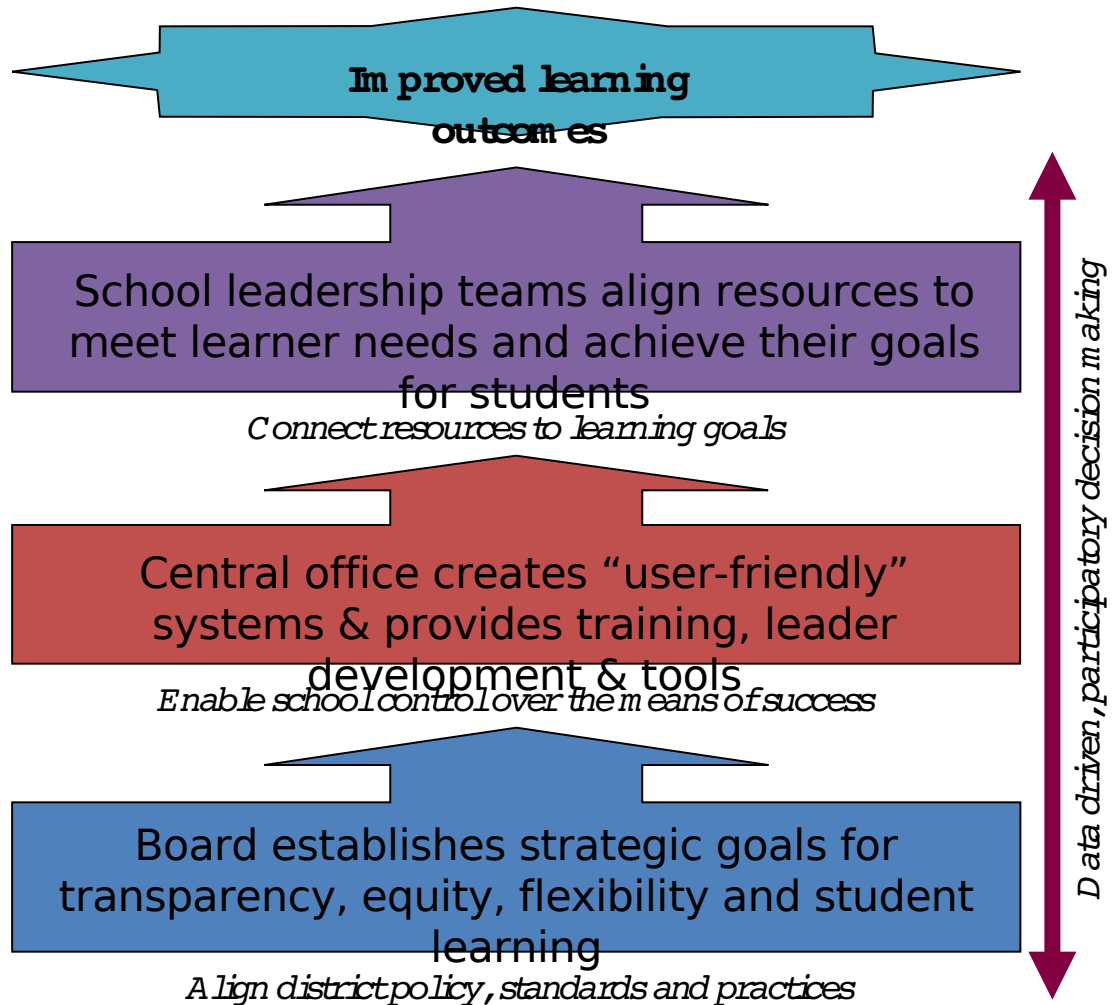 Improved learning
outcomes
School leadership teams align resources to
meet learner needs and achieve their goals
for students
Connect resources to learning goals
Central office creates “user-friendly”
systems & provides training, leader
development & tools
Enable school control over the means of success
Board establishes strategic goals for
transparency, equity, flexibility and student
learning
Align district policy, standards and practices
Data driven, participatory decision making